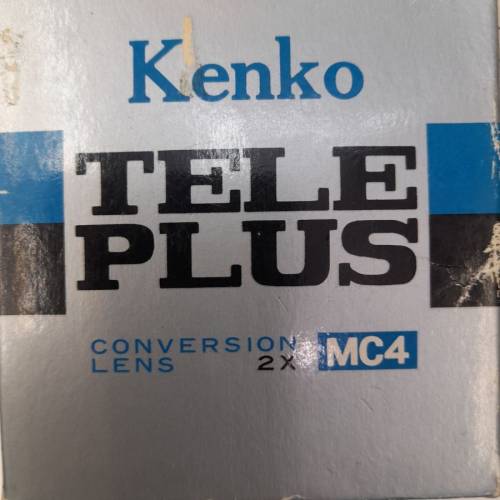 Kenko
TELE
PLUS
CONVERSION MC4
LENS 2X